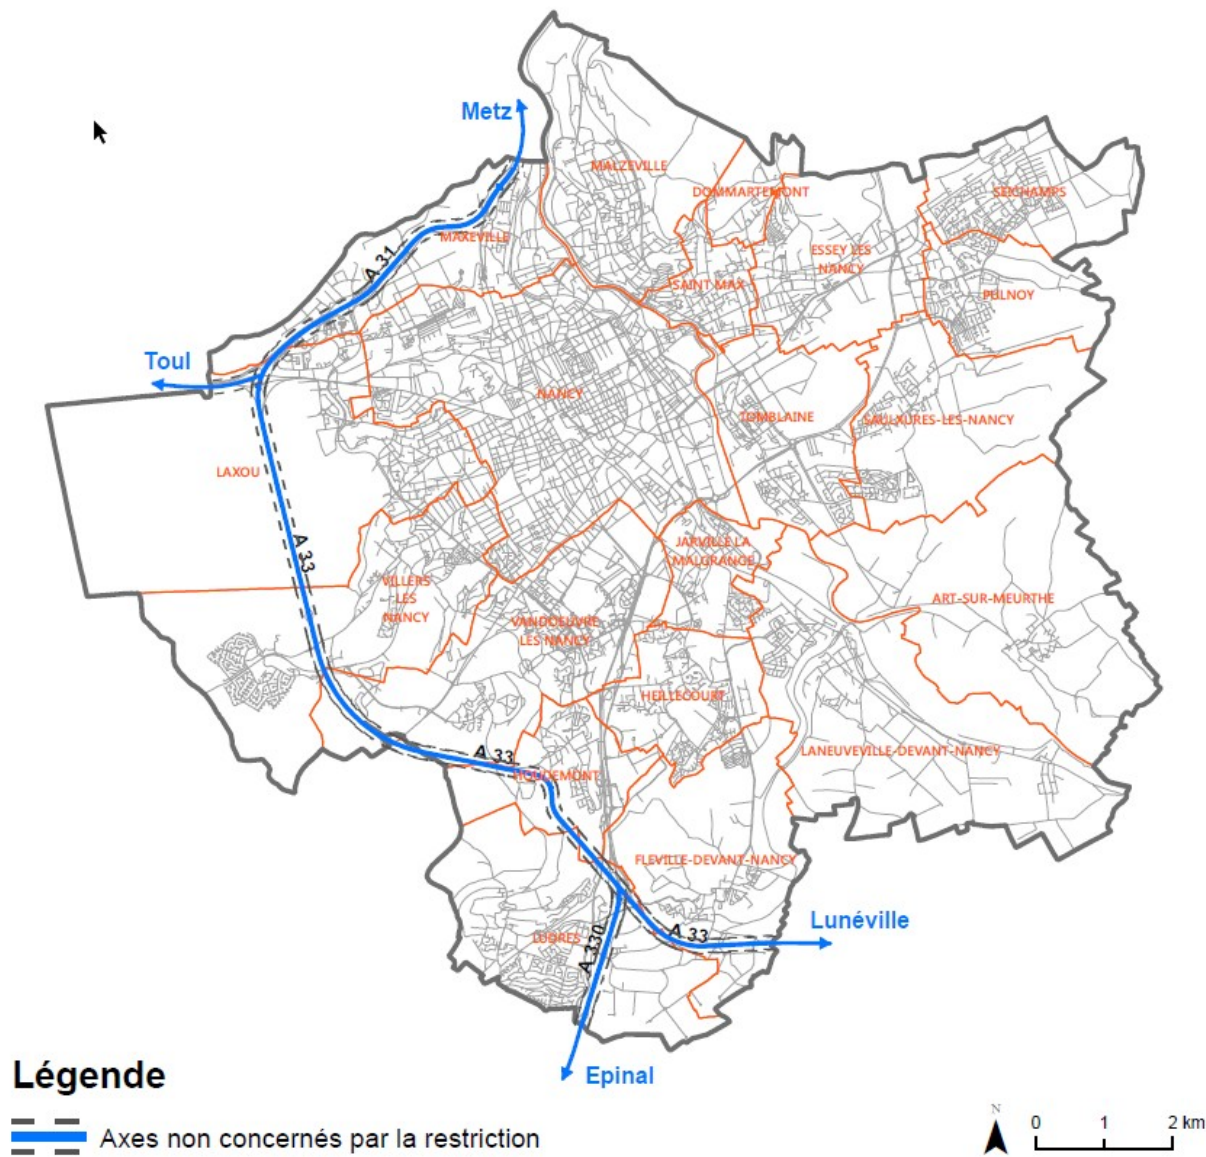 Metz
MALZEVILLE
DOMMARTEMONT
SEICHAMPS
MAXEVILLE
ESSEY LES
NANCY
A 31
SAINT MAX
PULNOY
Toul
NANCY
TOMBLAINE
SAULXURES-LES-NANCY
LAXOU
A 33
JARVILLE LA
MALGRANGE
VILLERS
LES
NANCY
ART-SUR-MEURTHE
VANDOEUVRE
LES NANCY
HEILLECOURT
A 33
LANEUVEVILLE-DEVANT-NANCY
HOUDEMONT
FLEVILLE-DEVANT-NANCY
Lunéville
LUDRES
A 33
A 330
Epinal
Légende
Axes non concernés par la restriction
N
0 1 2 km